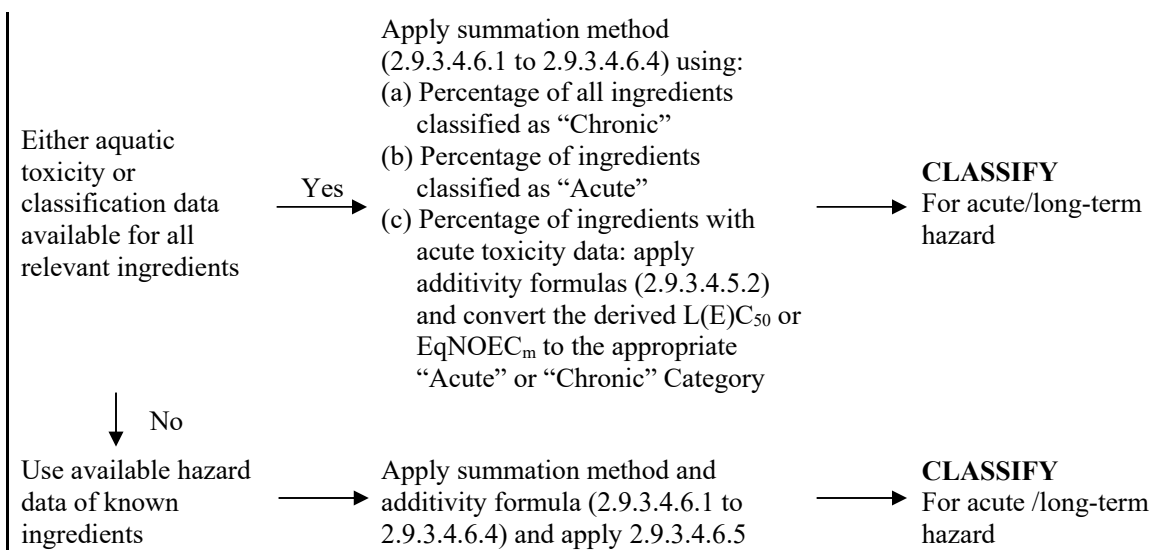 Either aquatic
toxicity or
classification data
available for all
relevant ingredients
Yes
Apply summation method
(2.9.3.4.6.1 to 2.9.3.4.6.4) using:
(a) Percentage of all ingredients
classified as “Chronic”
(b) Percentage of ingredients
classified as “Acute”
(c) Percentage of ingredients with
acute toxicity data: apply
additivity formulas (2.9.3.4.5.2)
and convert the derived L(E)C₅₀ or
EqNOECₘ to the appropriate
“Acute” or “Chronic” Category
CLASSIFY
For acute/long-term
hazard
No
Use available hazard
data of known
ingredients
Apply summation method and
additivity formula (2.9.3.4.6.1 to
2.9.3.4.6.4) and apply 2.9.3.4.6.5
CLASSIFY
For acute /long-term
hazard